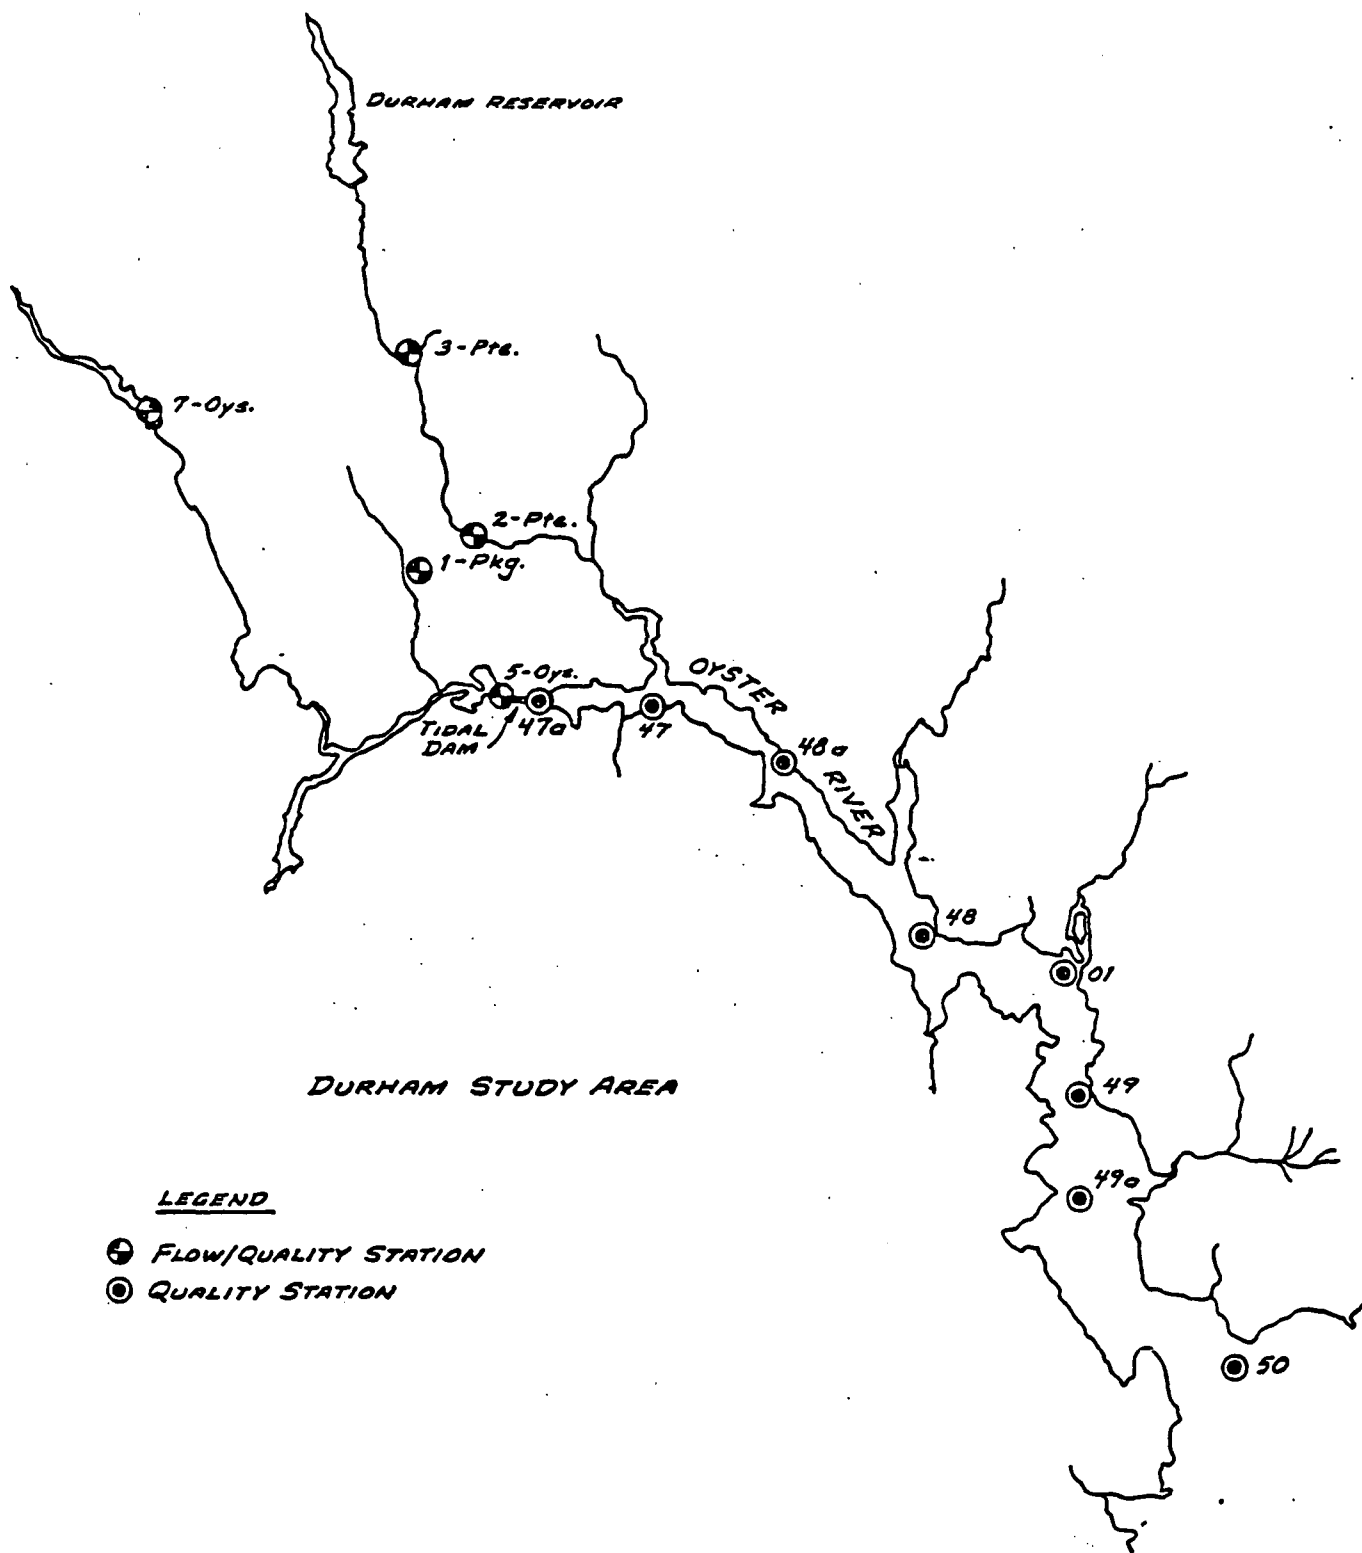 DURHAM RESERVOIR
3-Pte.
7-Oys.
2-Pte.
1-Pkg.
5-Oys.
OYSTER
RIVER
TIDAL
DAM
47a
47
48a
48
01
DURHAM STUDY AREA
49
49a
LEGEND
FLOW/QUALITY STATION
QUALITY STATION
50